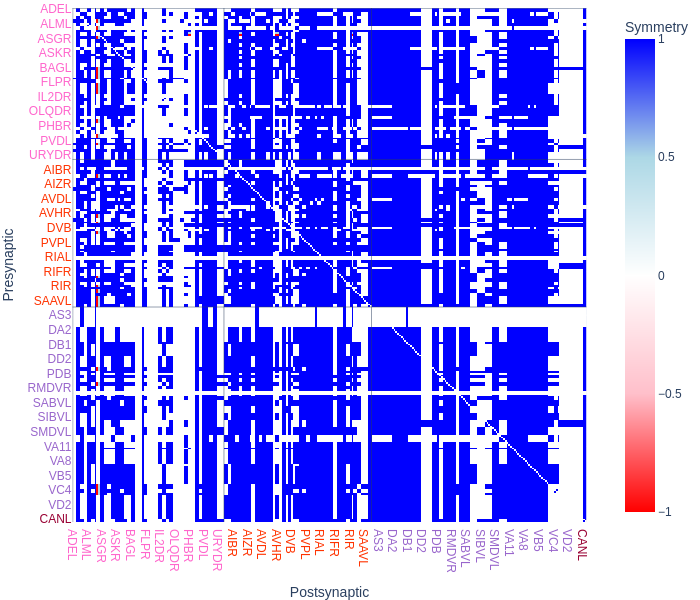 Symmetry
1
0.5
0
−0.5
−1
Presynaptic
ADEL
ALML
ASGR
ASKR
BAGL
FLPR
IL2DR
OLQDR
PHBR
PVDL
URYDR
AIBR
AIZR
AVDL
AVHR
DVB
PVPL
RIAL
RIFR
RIR
SAAVL
AS3
DA2
DB1
DD2
PDB
RMDVR
SABVL
SIBVL
SMDVL
VA11
VA8
VB5
VC4
VD2
CANL
ADEL
ALML
ASGR
ASKR
BAGL
FLPR
IL2DR
OLQDR
PHBR
PVDL
URYDR
AIBR
AIZR
AVDL
AVHR
DVB
PVPL
RIAL
RIFR
RIR
SAAVL
AS3
DA2
DB1
DD2
PDB
RMDVR
SABVL
SIBVL
SMDVL
VA11
VA8
VB5
VC4
VD2
CANL
Postsynaptic